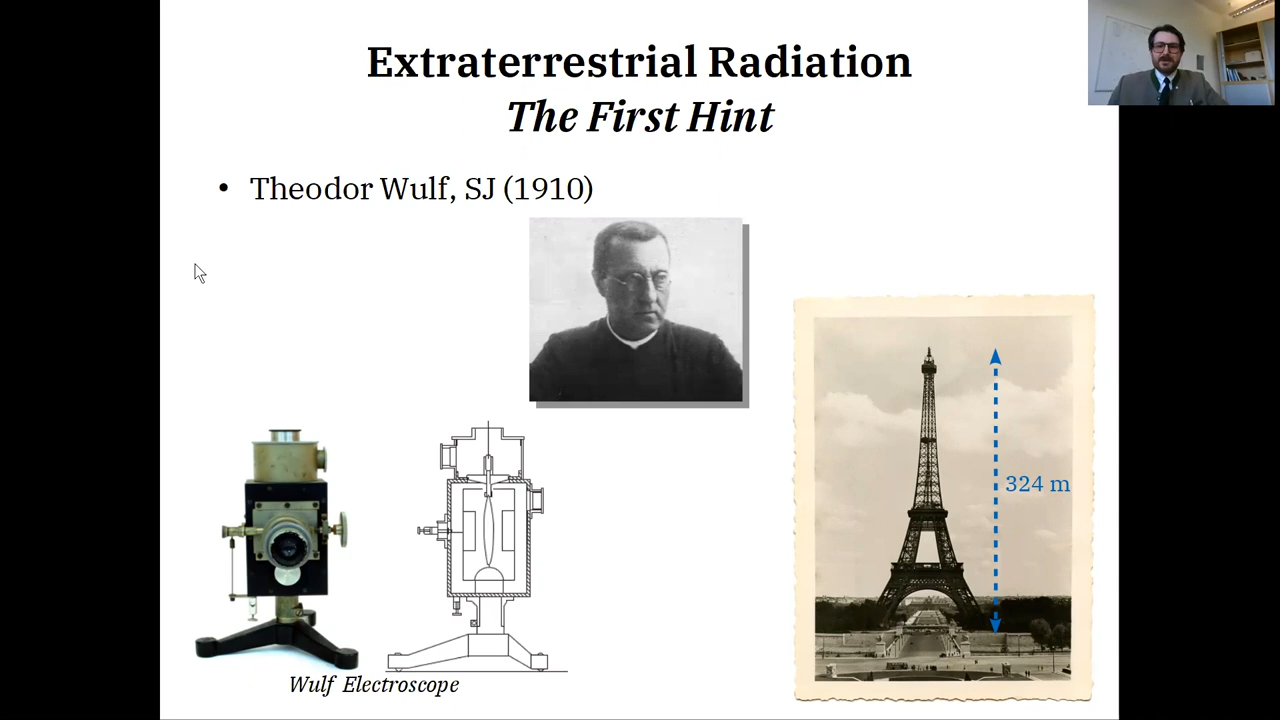 Extraterrestrial Radiation
The First Hint
• Theodor Wulf, SJ (1910)
324 m
Wulf Electroscope